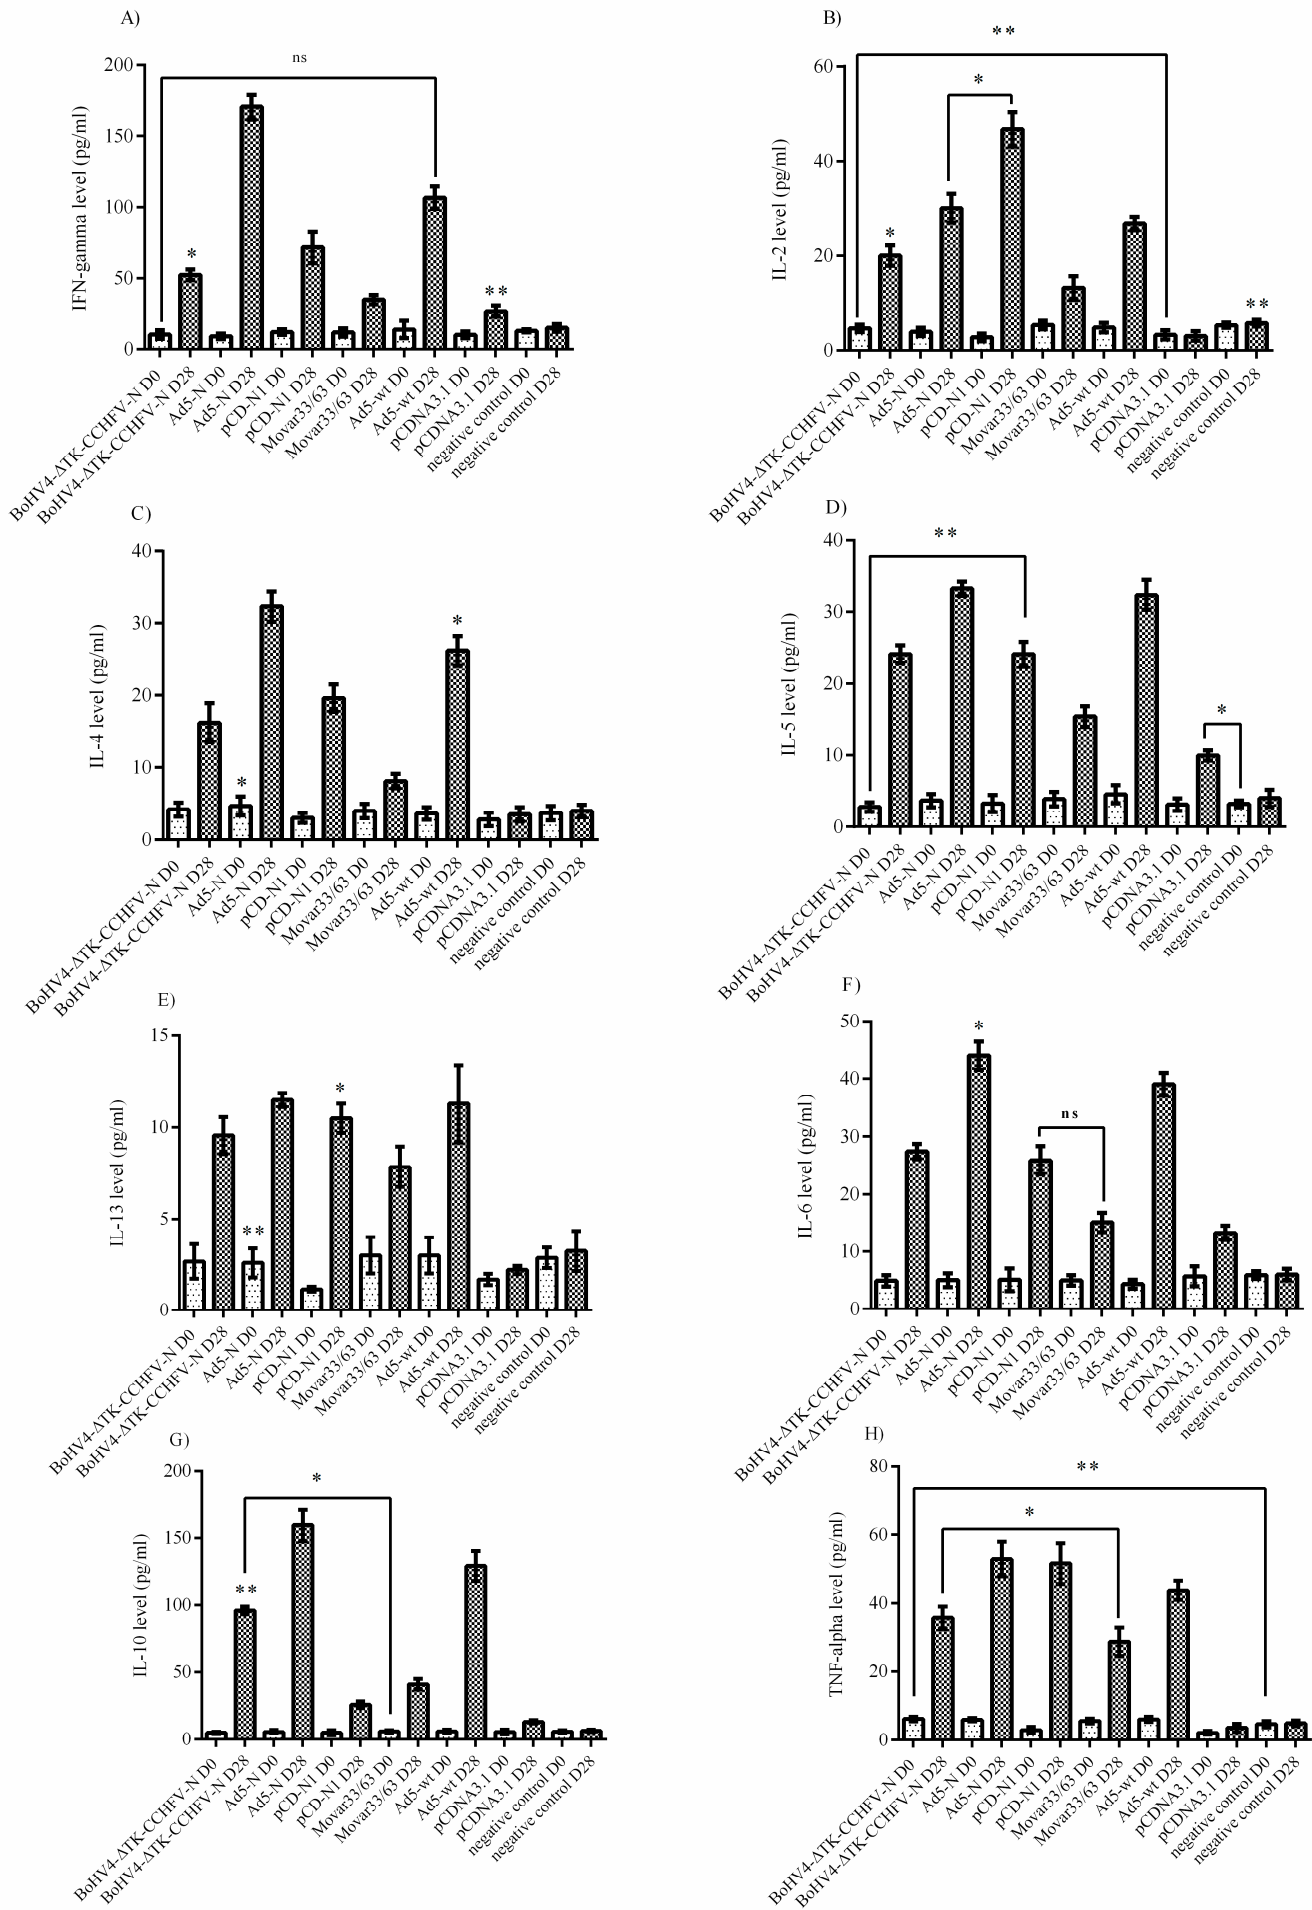 A)
ns
*
**
IFN-gamma level (pg/ml)
200
150
100
50
0
BoHV4-ΔTK-CCHFV-N D0
BoHV4-ΔTK-CCHFV-N D28
Ad5-N D0
Ad5-N D28
pCD-N1 D0
pCD-N1 D28
Movar33/63 D0
Movar33/63 D28
Ad5-wt D0
Ad5-wt D28
pCDNA3.1 D0
pCDNA3.1 D28
negative control D0
negative control D28
B)
**
*
*
**
IL-2 level (pg/ml)
60
40
20
0
BoHV4-ΔTK-CCHFV-N D0
BoHV4-ΔTK-CCHFV-N D28
Ad5-N D0
Ad5-N D28
pCD-N1 D0
pCD-N1 D28
Movar33/63 D0
Movar33/63 D28
Ad5-wt D0
Ad5-wt D28
pCDNA3.1 D0
pCDNA3.1 D28
negative control D0
negative control D28
C)
*
*
IL-4 level (pg/ml)
40
30
20
10
0
BoHV4-ΔTK-CCHFV-N D0
BoHV4-ΔTK-CCHFV-N D28
Ad5-N D0
Ad5-N D28
pCD-N1 D0
pCD-N1 D28
Movar33/63 D0
Movar33/63 D28
Ad5-wt D0
Ad5-wt D28
pCDNA3.1 D0
pCDNA3.1 D28
negative control D0
negative control D28
D)
**
*
IL-5 level (pg/ml)
40
30
20
10
0
BoHV4-ΔTK-CCHFV-N D0
BoHV4-ΔTK-CCHFV-N D28
Ad5-N D0
Ad5-N D28
pCD-N1 D0
pCD-N1 D28
Movar33/63 D0
Movar33/63 D28
Ad5-wt D0
Ad5-wt D28
pCDNA3.1 D0
pCDNA3.1 D28
negative control D0
negative control D28
E)
*
**
IL-13 level (pg/ml)
15
10
5
0
BoHV4-ΔTK-CCHFV-N D0
BoHV4-ΔTK-CCHFV-N D28
Ad5-N D0
Ad5-N D28
pCD-N1 D0
pCD-N1 D28
Movar33/63 D0
Movar33/63 D28
Ad5-wt D0
Ad5-wt D28
pCDNA3.1 D0
pCDNA3.1 D28
negative control D0
negative control D28
F)
*
ns
IL-6 level (pg/ml)
50
40
30
20
10
0
BoHV4-ΔTK-CCHFV-N D0
BoHV4-ΔTK-CCHFV-N D28
Ad5-N D0
Ad5-N D28
pCD-N1 D0
pCD-N1 D28
Movar33/63 D0
Movar33/63 D28
Ad5-wt D0
Ad5-wt D28
pCDNA3.1 D0
pCDNA3.1 D28
negative control D0
negative control D28
G)
*
**
IL-10 level (pg/ml)
200
150
100
50
0
BoHV4-ΔTK-CCHFV-N D0
BoHV4-ΔTK-CCHFV-N D28
Ad5-N D0
Ad5-N D28
pCD-N1 D0
pCD-N1 D28
Movar33/63 D0
Movar33/63 D28
Ad5-wt D0
Ad5-wt D28
pCDNA3.1 D0
pCDNA3.1 D28
negative control D0
negative control D28
H)
**
*
TNF-alpha level (pg/ml)
80
60
40
20
0
BoHV4-ΔTK-CCHFV-N D0
BoHV4-ΔTK-CCHFV-N D28
Ad5-N D0
Ad5-N D28
pCD-N1 D0
pCD-N1 D28
Movar33/63 D0
Movar33/63 D28
Ad5-wt D0
Ad5-wt D28
pCDNA3.1 D0
pCDNA3.1 D28
negative control D0
negative control D28